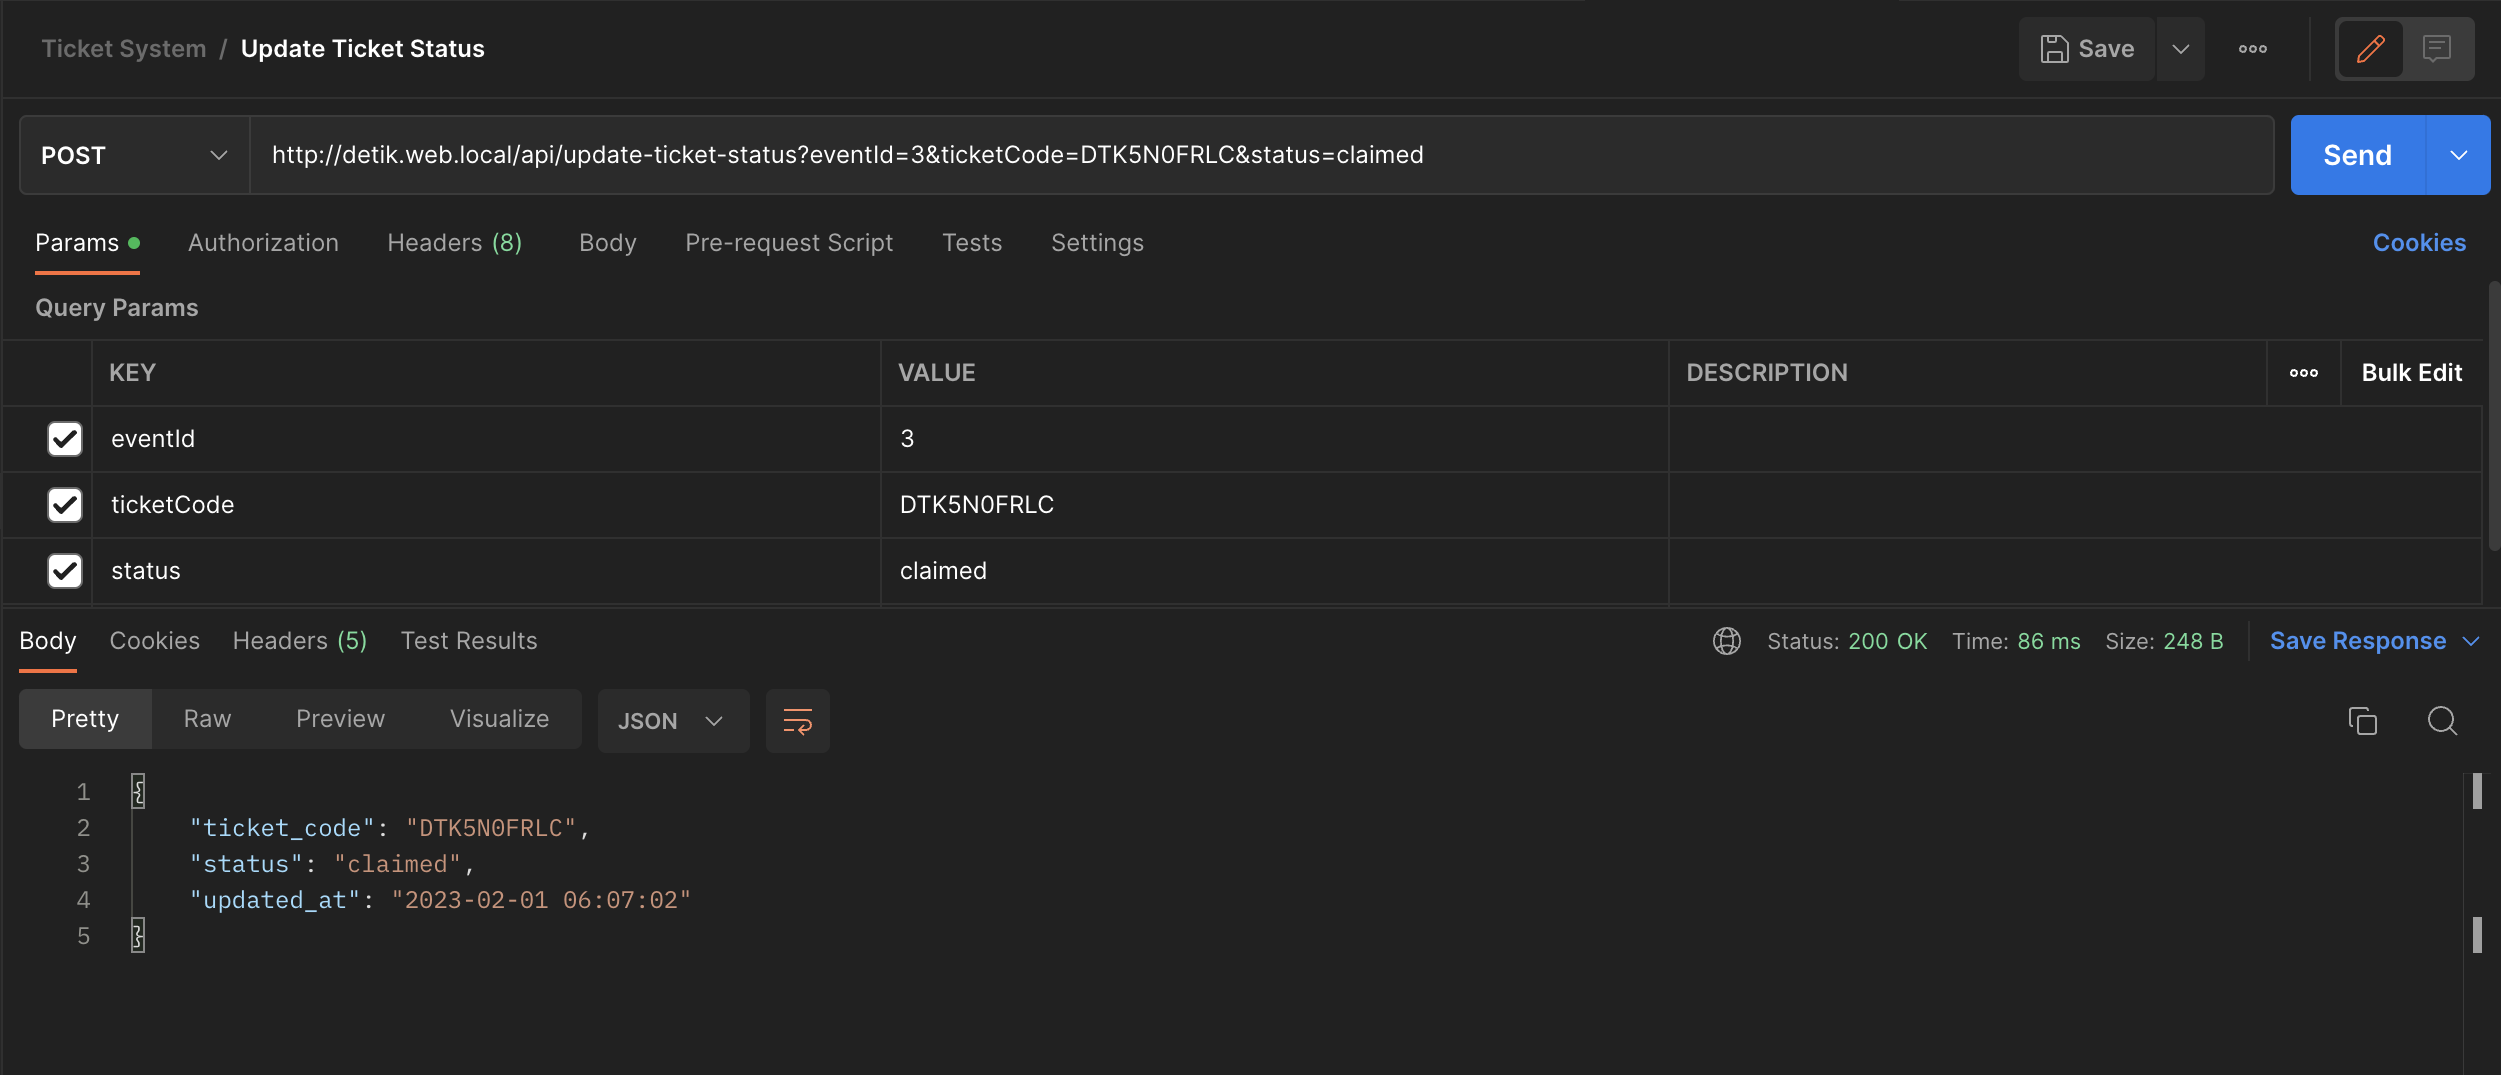 Ticket System / Update Ticket Status
Save
POST http://detik.web.local/api/update-ticket-status?eventId=3&ticketCode=DTK5N0FRLC&status=claimed Send
Params Authorization Headers (8) Body Pre-request Script Tests Settings Cookies
Query Params
KEY VALUE DESCRIPTION Bulk Edit
eventId 3
ticketCode DTK5N0FRLC
status claimed
Body Cookies Headers (5) Test Results Status: 200 OK Time: 86 ms Size: 248 B Save Response
Pretty Raw Preview Visualize JSON
1 {
2 "ticket_code": "DTK5N0FRLC",
3 "status": "claimed",
4 "updated_at": "2023-02-01 06:07:02"
5 }